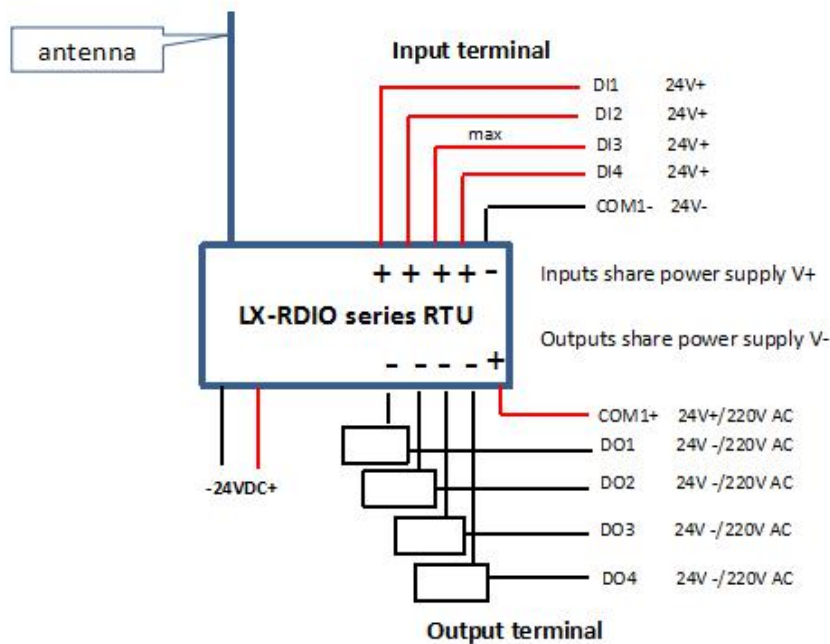 antenna
Input terminal
DI1 24V+
DI2 24V+
max
DI3 24V+
DI4 24V+
COM1- 24V-
+ + + + -
Inputs share power supply V+
LX-RDIO series RTU
Outputs share power supply V-
- - - - +
COM1+ 24V+/220V AC
DO1 24V -/220V AC
-24VDC+
DO2 24V -/220V AC
DO3 24V -/220V AC
DO4 24V -/220V AC
Output terminal